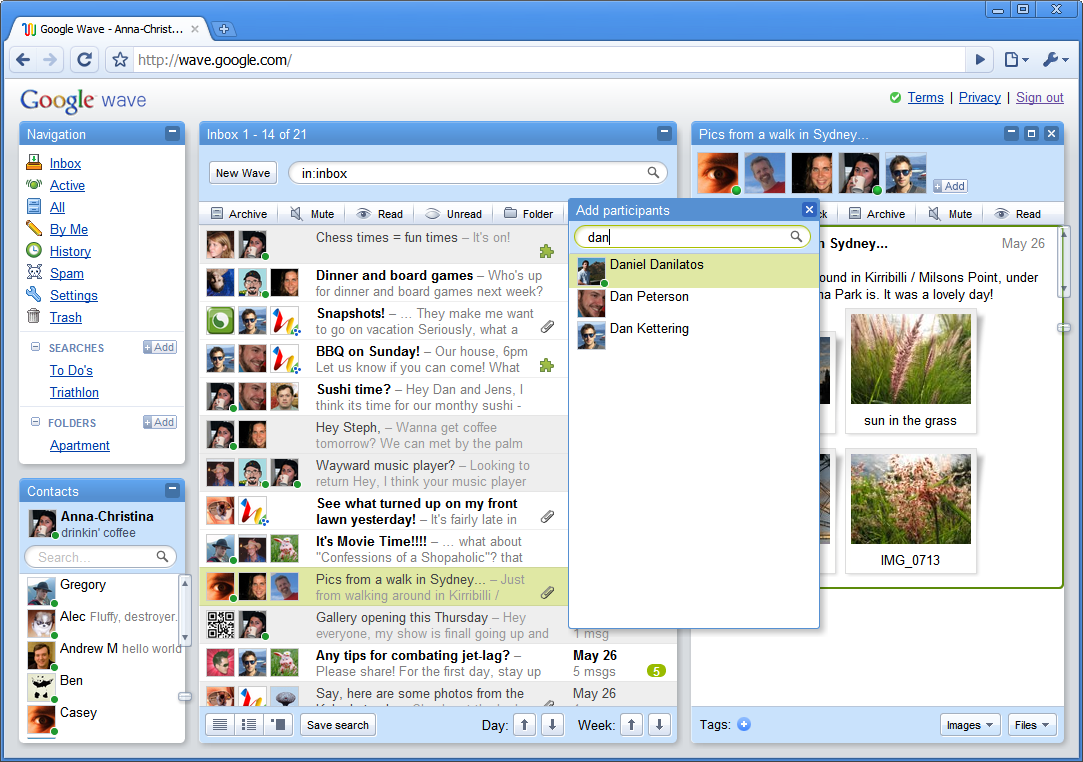 Google Wave - Anna-Christ...
http://wave.google.com/
Google wave
Terms | Privacy | Sign out
Navigation
Inbox
Active
All
By Me
History
Spam
Settings
Trash
SEARCHES Add
To Do's
Triathlon
FOLDERS Add
Apartment
Contacts
Anna-Christina
drinkin' coffee
Search...
Gregory
Alec Fluffy, destroyer.
Andrew M hello world
Ben
Casey
Inbox 1 - 14 of 21
New Wave
in:inbox
Archive Mute Read Unread Folder
Chess times = fun times – It's on!
Dinner and board games – Who's up
for dinner and board games next week?
Snapshots! – ... They make me want
to go on vacation Seriously, what a
BBQ on Sunday! – Our house, 6pm
Let us know if you can come! What
Sushi time? – Hey Dan and Jens, I
think its time for our monthy sushi -
Hey Steph, – Wanna get coffee
tomorrow? We can met by the palm
Wayward music player? – Looking to
return Hey, I think your music player
See what turned up on my front
lawn yesterday! – It's fairly late in
It's Movie Time!!!! – ... what about
"Confessions of a Shopaholic"? that
Pics from a walk in Sydney... – Just
from walking around in Kirribilli /
Gallery opening this Thursday – Hey
everyone, my show is finall going up and
1 msg
Any tips for combating jet-lag? –
Please share! For the first day, stay up
May 26
5 msgs
5
Say, here are some photos from the
May 26
Save search
Day:
Week:
Add participants
dan
Daniel Danilatos
Dan Peterson
Dan Kettering
Pics from a walk in Sydney...
Add
Archive Mute Read
Sydney...
May 26
und in Kirribilli / Milsons Point, under
Park is. It was a lovely day!
sun in the grass
IMG_0713
Tags:
Images
Files